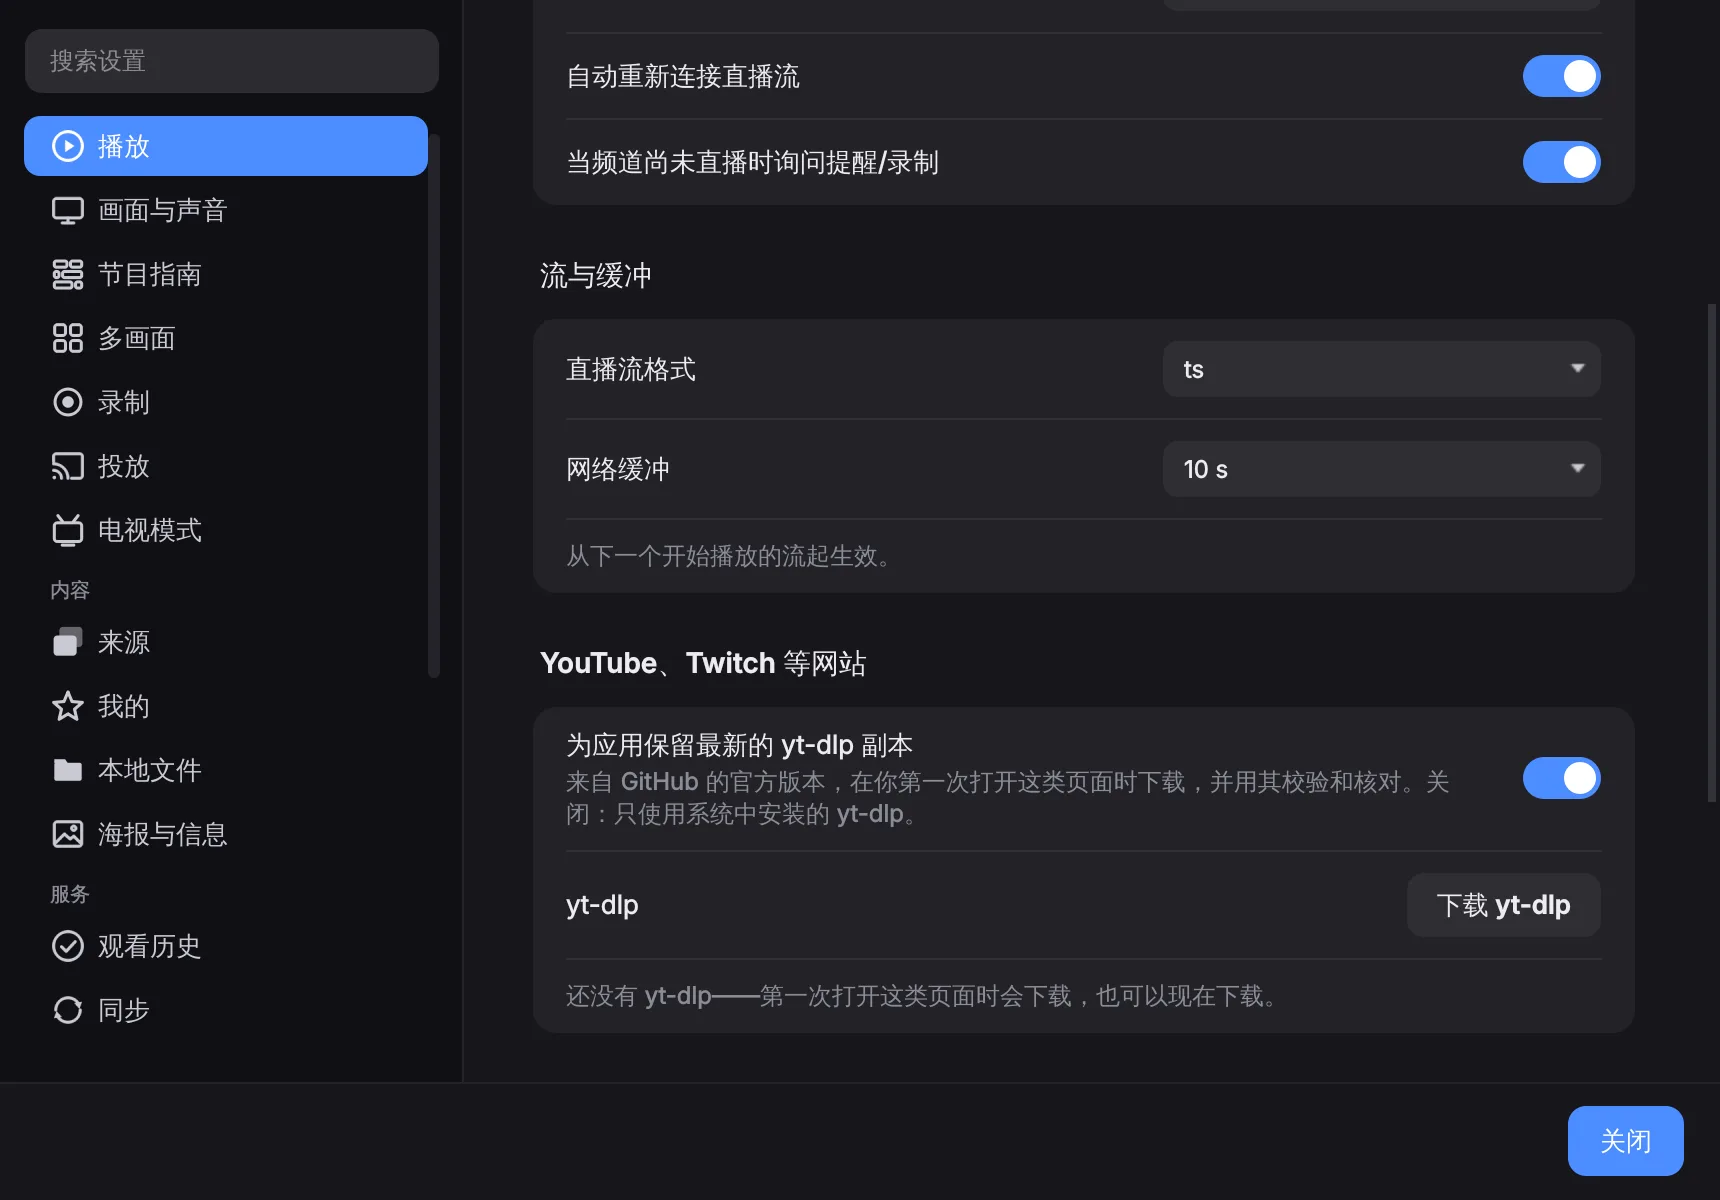 搜索设置
播放
画面与声音
节目指南
多画面
录制
投放
电视模式
内容
来源
我的
本地文件
海报与信息
服务
观看历史
同步
自动重新连接直播流
当频道尚未直播时询问提醒/录制
流与缓冲
直播流格式
ts
网络缓冲
10 s
从下一个开始播放的流起生效。
YouTube、Twitch 等网站
为应用保留最新的 yt-dlp 副本
来自 GitHub 的官方版本，在你第一次打开这类页面时下载，并用其校验和核对。关
闭：只使用系统中安装的 yt-dlp。
yt-dlp
下载 yt-dlp
还没有 yt-dlp——第一次打开这类页面时会下载，也可以现在下载。
关闭